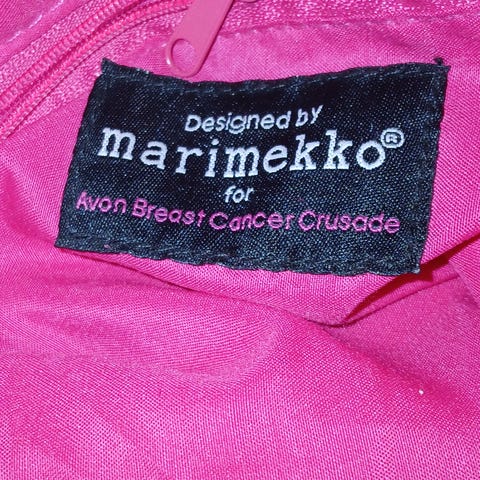 Designed by
marimekko®
for
Avon Breast Cancer Crusade